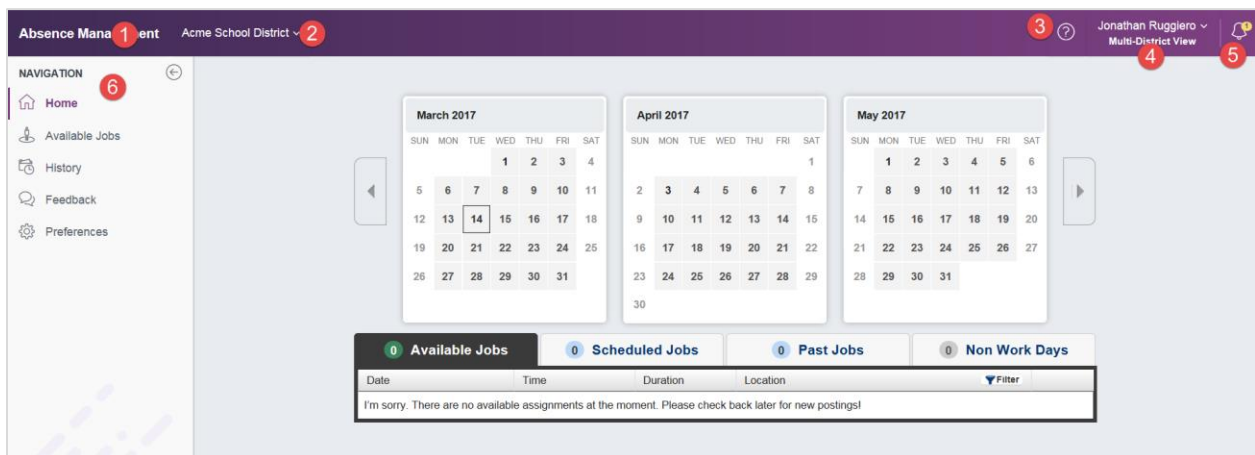 Absence Mana 1 ent Acme School District 2 3 ? Jonathan Ruggiero
Multi-District View
4 5
NAVIGATION
6
Home
Available Jobs
History
Feedback
Preferences
March 2017
SUN MON TUE WED THU FRI SAT
1 2 3 4
5 6 7 8 9 10 11
12 13 14 15 16 17 18
19 20 21 22 23 24 25
26 27 28 29 30 31
April 2017
SUN MON TUE WED THU FRI SAT
1
2 3 4 5 6 7 8
9 10 11 12 13 14 15
16 17 18 19 20 21 22
23 24 25 26 27 28 29
30
May 2017
SUN MON TUE WED THU FRI SAT
1 2 3 4 5 6
7 8 9 10 11 12 13
14 15 16 17 18 19 20
21 22 23 24 25 26 27
28 29 30 31
0 Available Jobs 0 Scheduled Jobs 0 Past Jobs 0 Non Work Days
Date Time Duration Location Filter
I'm sorry. There are no available assignments at the moment. Please check back later for new postings!